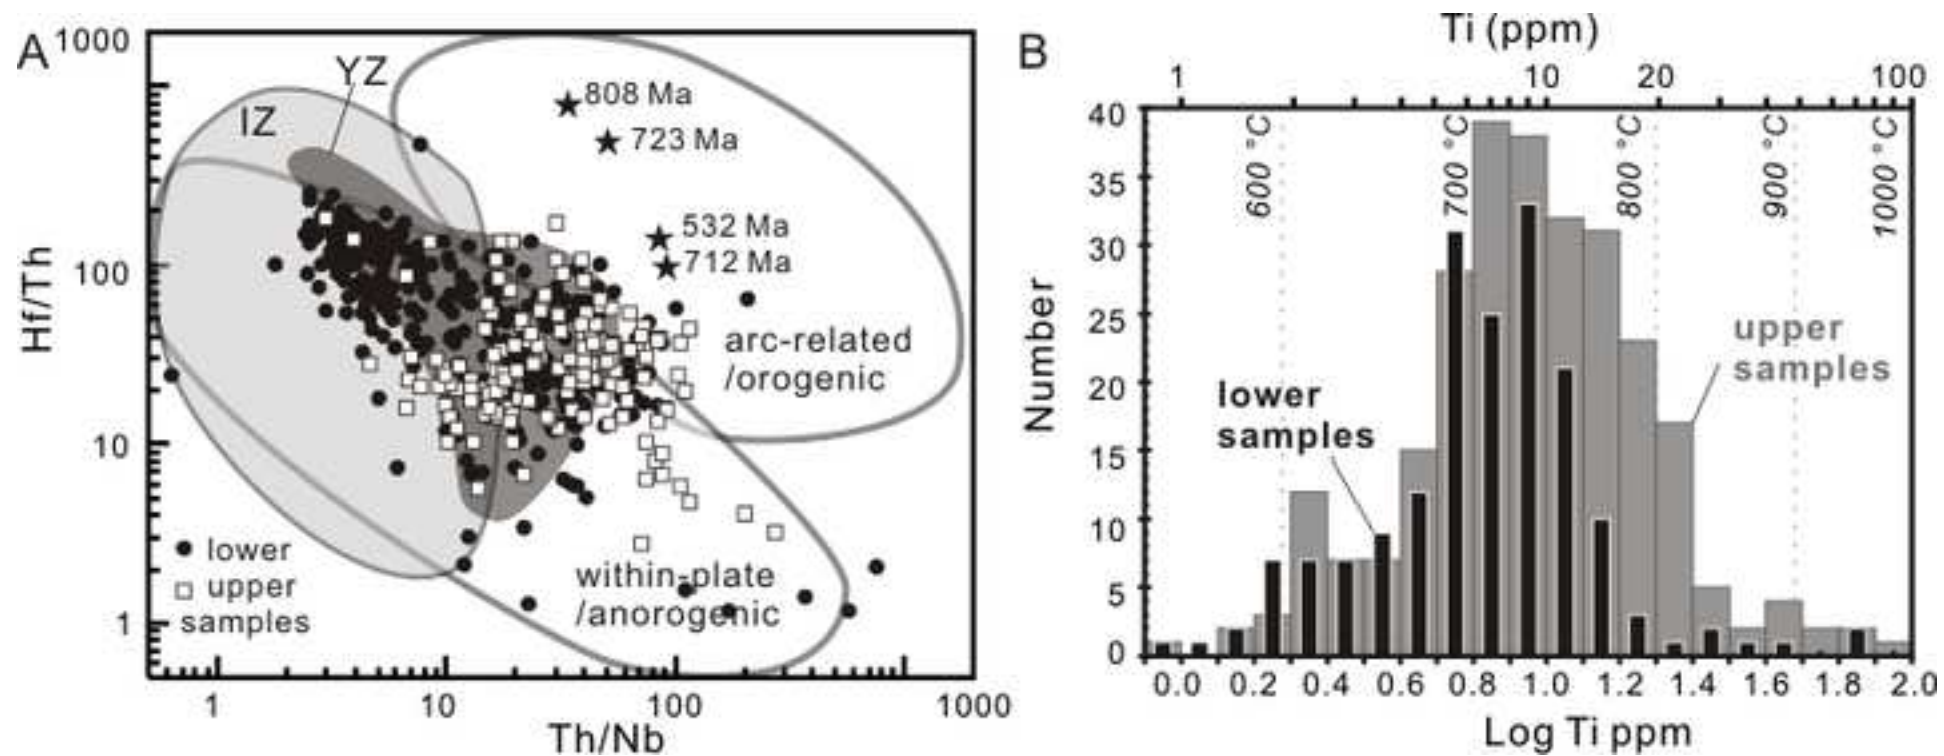 A
1000
100
10
1
Hf/Th
YZ
IZ
808 Ma
723 Ma
532 Ma
712 Ma
arc-related
/orogenic
within-plate
/anorogenic
lower
upper
samples
1 10 100 1000
Th/Nb
B
Ti (ppm)
1 10 20 100
40
35
30
25
20
15
10
5
0
Number
600 °C
700 °C
800 °C
900 °C
1000 °C
lower
samples
upper
samples
0.0 0.2 0.4 0.6 0.8 1.0 1.2 1.4 1.6 1.8 2.0
Log Ti ppm